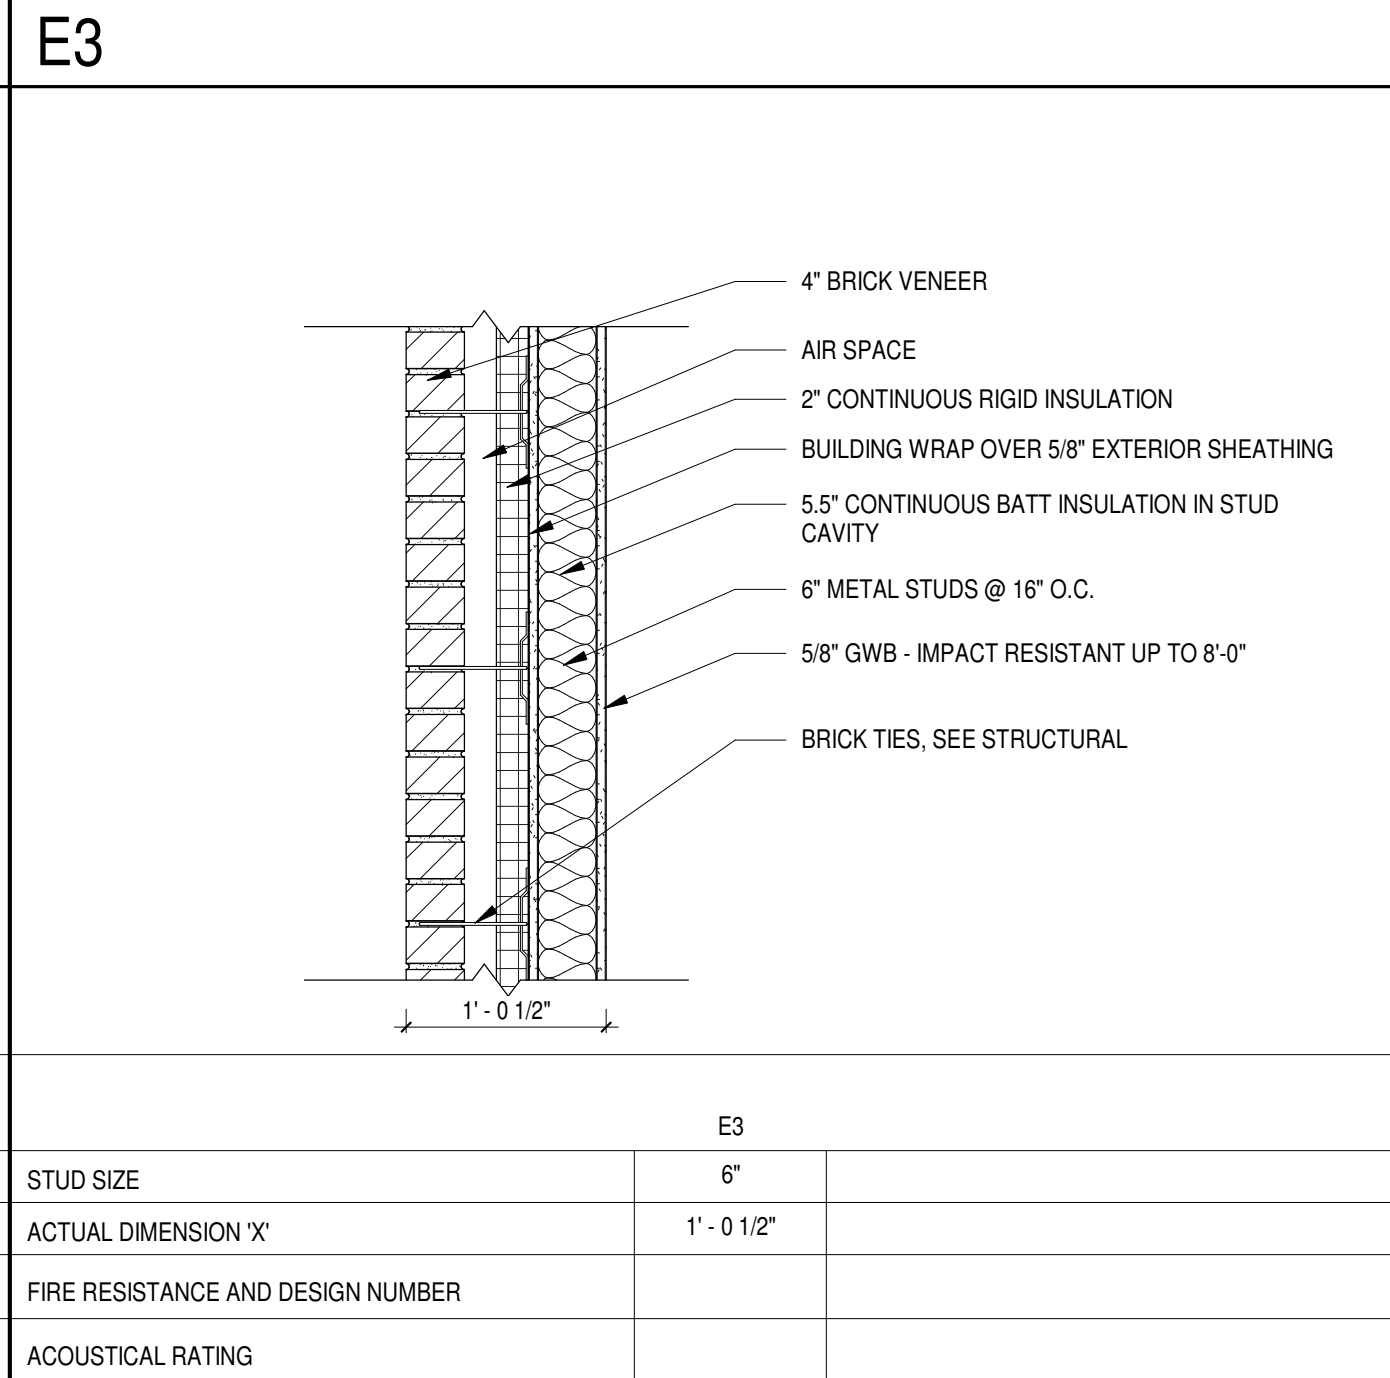 E3
4" BRICK VENEER
AIR SPACE
2" CONTINUOUS RIGID INSULATION
BUILDING WRAP OVER 5/8" EXTERIOR SHEATHING
5.5" CONTINUOUS BATT INSULATION IN STUD
CAVITY
6" METAL STUDS @ 16" O.C.
5/8" GWB - IMPACT RESISTANT UP TO 8'-0"
BRICK TIES, SEE STRUCTURAL
1' - 0 1/2"
E3
STUD SIZE 6"
ACTUAL DIMENSION 'X' 1' - 0 1/2"
FIRE RESISTANCE AND DESIGN NUMBER
ACOUSTICAL RATING